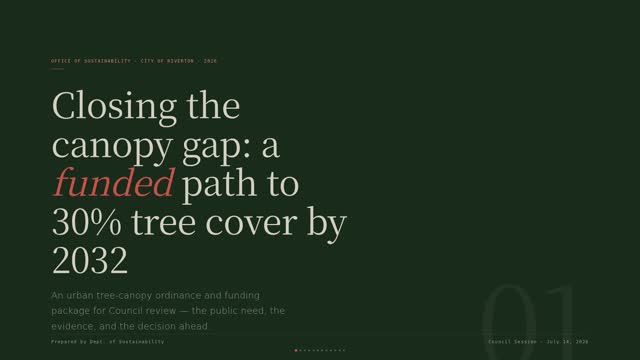 OFFICE OF SUSTAINABILITY · CITY OF RIVERTON · 2026
Closing the
canopy gap: a
funded path to
30% tree cover by
2032
An urban tree-canopy ordinance and funding
package for Council review — the public need, the
evidence, and the decision ahead.
01
Prepared by Dept. of Sustainability
Council Session · July 14, 2026